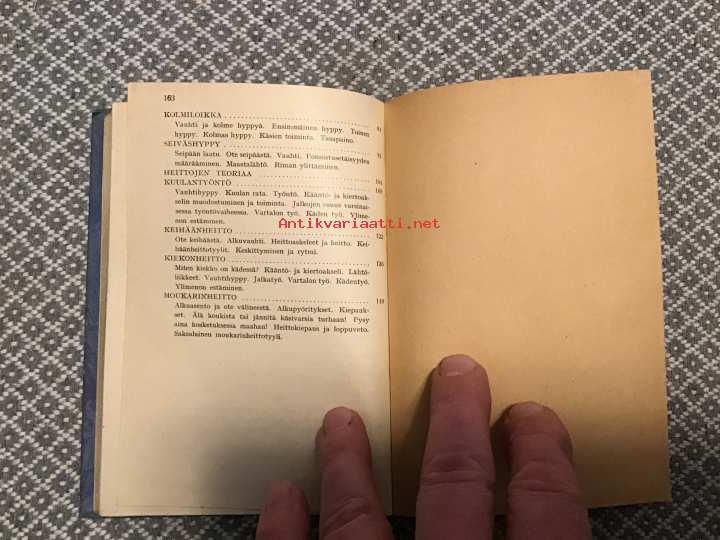 163
KOLMILOIKKA
Vauhti ja kolme hyppyä. Ensimmäinen hyppy. Toinen
hyppy. Kolmas hyppy. Käsien toiminta. Tasapaino.
SEIVÄSHYPPY
Seipään laatu. Ote seipäästä. Vauhti. Ponnistusetäisyyden
määrääminen. Maastalähtö. Riman ylittäminen.
HEITTOJEN TEORIAA
KUULANTYÖNTÖ
Vauhtihyppy. Kuulan rata. Työntö. Kääntö- ja kiertoak-
selin muodostuminen ja toiminta. Jalkojen osuus varsinai-
sessa työntövaiheessa. Vartalon työ. Käden työ. Ylime-
non estäminen.
Antikvariaatti.net
KEIHÄÄNHEITTO 122
Ote keihäästä. Alkuvauhti. Heittoaskeleet ja heitto. Kei-
häänheittotyylit. Keskittyminen ja rytmi.
KIEKONHEITTO
Miten kiekko on kädessä? Kääntö- ja kiertoakseli. Lähtö-
liikkeet. Vauhtihyppy. Jalkatyö. Vartalon työ. Kädentyö.
Ylimenon estäminen.
MOUKARINHEITTO
Alkuasento ja ote välineestä. Alkupyöritykset. Kiepauk-
set. Älä koukista tai jännitä käsivarsia turhaan! Pysy
aina kosketuksessa maahan! Heittokiepaus ja loppuveto.
Saksalainen moukarinheittotyyli.